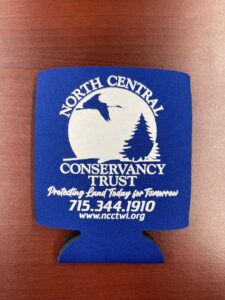 NORTH CENTRAL
CONSERVANCY
TRUST
Protecting Land Today for Tomorrow
715.344.1910
www.ncctwi.org